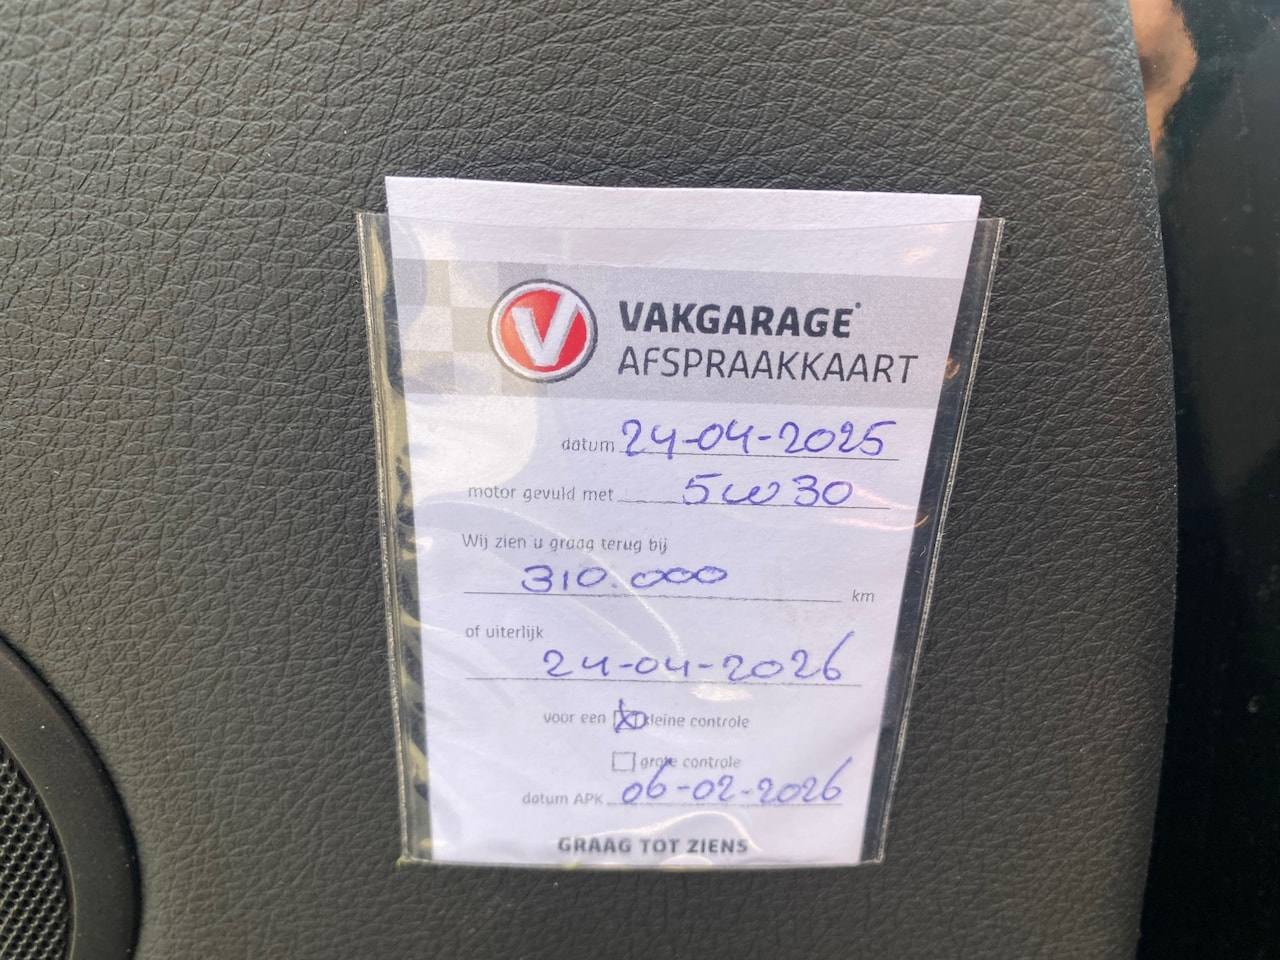 V
VAKGARAGE®
AFSPRAAKKAART
datum 24-04-2025
motor gevuld met 5w30
Wij zien u graag terug bij
310.000 km
of uiterlijk
24-04-2026
voor een kleine controle
grote controle
datum APK 06-02-2026
GRAAG TOT ZIENS